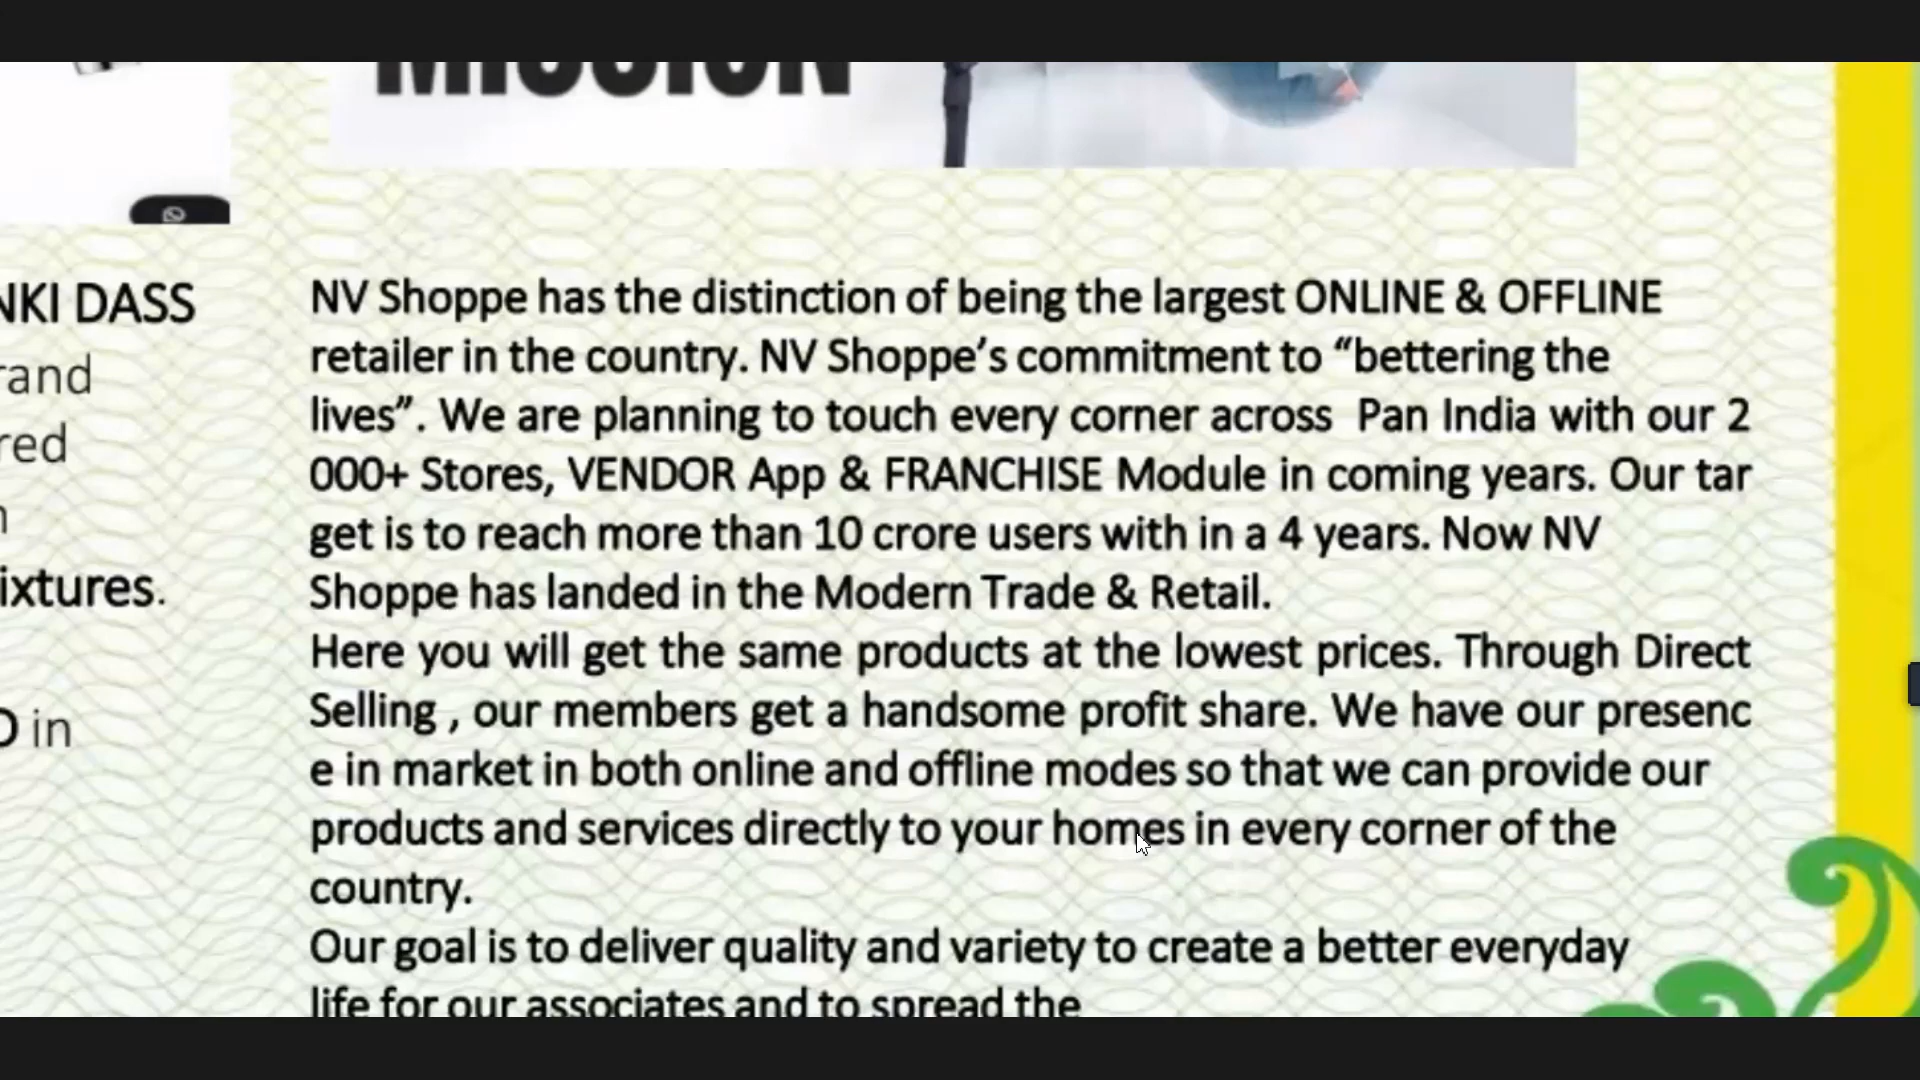 MISSION
NKI DASS
rand
red
ixtures.
in
NV Shoppe has the distinction of being the largest ONLINE & OFFLINE
retailer in the country. NV Shoppe’s commitment to “bettering the
lives”. We are planning to touch every corner across  Pan India with our 2
000+ Stores, VENDOR App & FRANCHISE Module in coming years. Our tar
get is to reach more than 10 crore users with in a 4 years. Now NV
Shoppe has landed in the Modern Trade & Retail.
Here you will get the same products at the lowest prices. Through Direct
Selling , our members get a handsome profit share. We have our presenc
e in market in both online and offline modes so that we can provide our
products and services directly to your homes in every corner of the
country.
Our goal is to deliver quality and variety to create a better everyday
life for our associates and to spread the